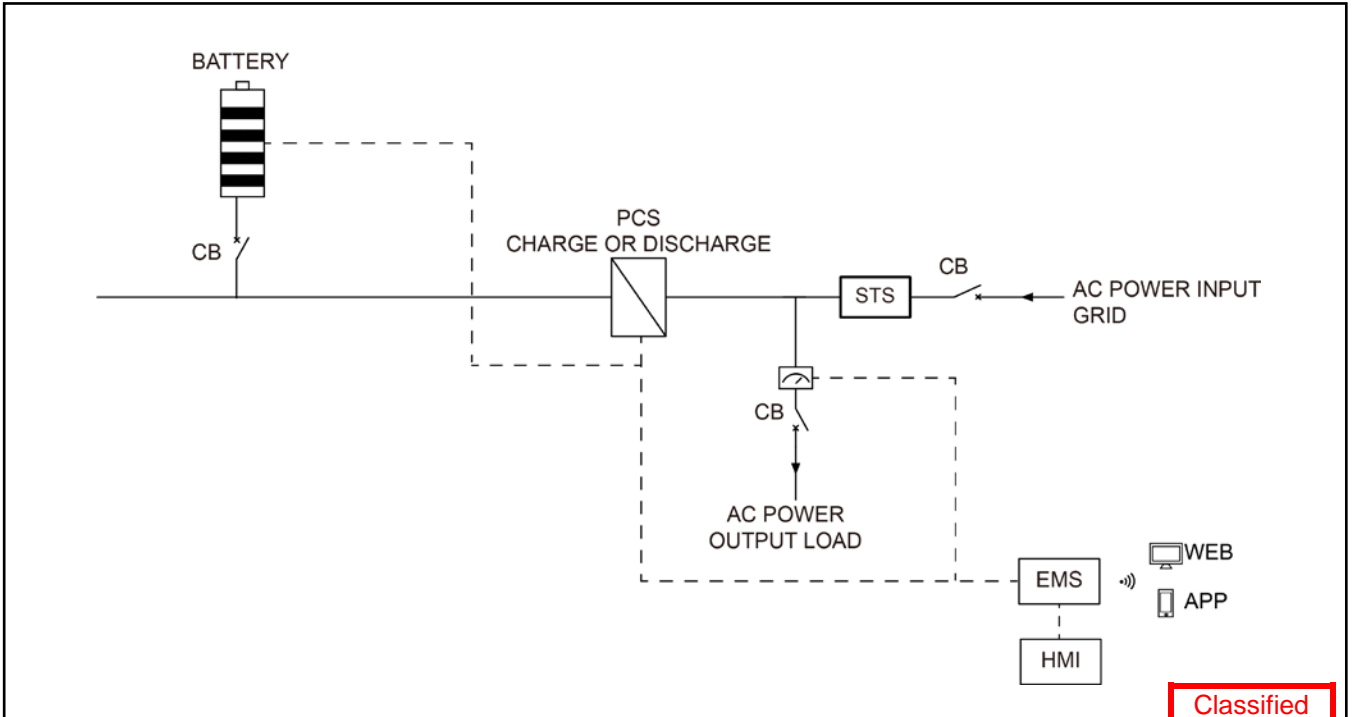 BATTERY
CB
PCS
CHARGE OR DISCHARGE
STS
CB
AC POWER INPUT
GRID
CB
AC POWER
OUTPUT LOAD
EMS
WEB
APP
HMI
Classified